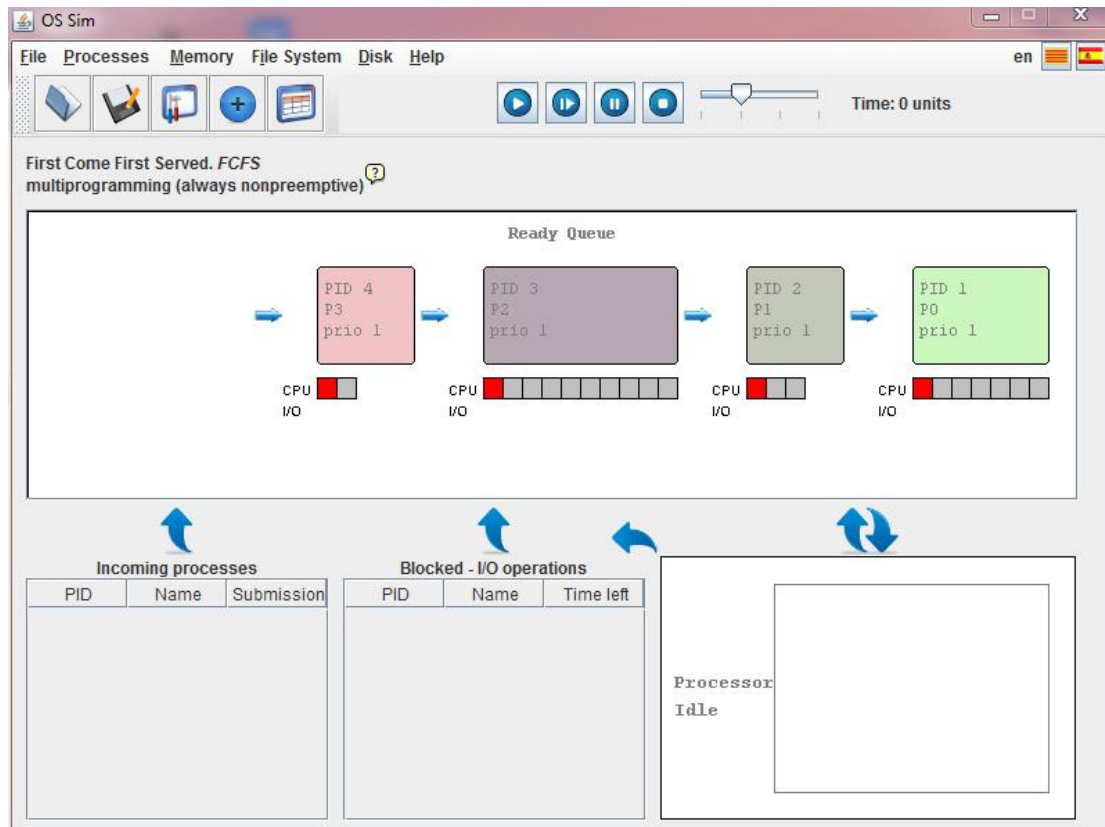 OS Sim
File Processes Memory File System Disk Help en
Time: 0 units
First Come First Served. FCFS
multiprogramming (always nonpreemptive)
?
Ready Queue
PID 4
P3
prio 1
CPU
I/O
PID 3
P2
prio 1
CPU
I/O
PID 2
P1
prio 1
CPU
I/O
PID 1
P0
prio 1
CPU
I/O
Incoming processes
PID Name Submission
Blocked - I/O operations
PID Name Time left
Processor
Idle